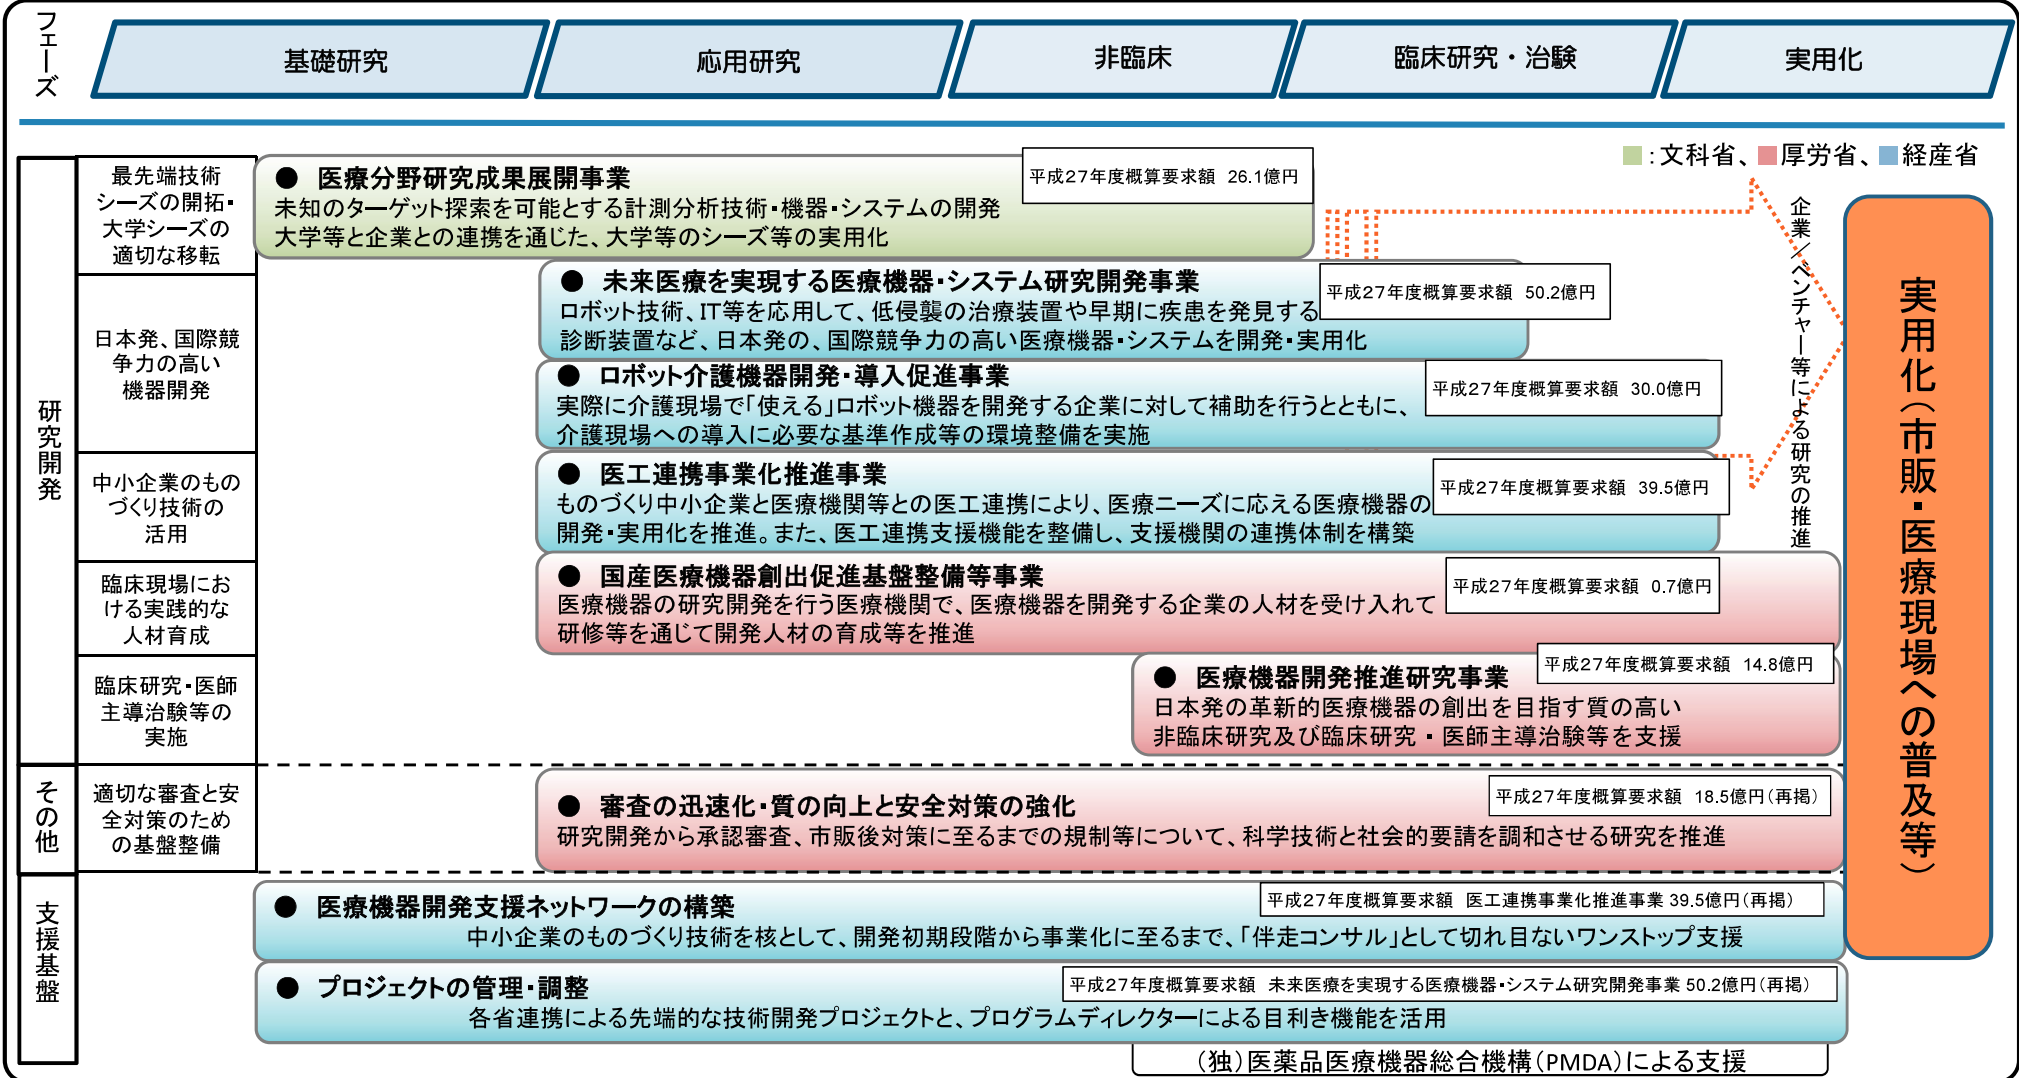 フェーズ
基礎研究
応用研究
非臨床
臨床研究・治験
実用化
:文科省、 厚労省、 経産省
研究開発
最先端技術
シーズの開拓・
大学シーズの
適切な移転
● 医療分野研究成果展開事業
平成27年度概算要求額 26.1億円
未知のターゲット探索を可能とする計測分析技術・機器・システムの開発
大学等と企業との連携を通じた、大学等のシーズ等の実用化
日本発、国際競
争力の高い
機器開発
● 未来医療を実現する医療機器・システム研究開発事業
平成27年度概算要求額 50.2億円
ロボット技術、IT等を応用して、低侵襲の治療装置や早期に疾患を発見する
診断装置など、日本発の、国際競争力の高い医療機器・システムを開発・実用化
● ロボット介護機器開発・導入促進事業
平成27年度概算要求額 30.0億円
実際に介護現場で「使える」ロボット機器を開発する企業に対して補助を行うとともに、
介護現場への導入に必要な基準作成等の環境整備を実施
中小企業のもの
づくり技術の
活用
● 医工連携事業化推進事業
平成27年度概算要求額 39.5億円
ものづくり中小企業と医療機関等との医工連携により、医療ニーズに応える医療機器の
開発・実用化を推進。また、医工連携支援機能を整備し、支援機関の連携体制を構築
臨床現場にお
ける実践的な
人材育成
● 国産医療機器創出促進基盤整備等事業
平成27年度概算要求額 0.7億円
医療機器の研究開発を行う医療機関で、医療機器を開発する企業の人材を受け入れて
研修等を通じて開発人材の育成等を推進
臨床研究・医師
主導治験等の
実施
● 医療機器開発推進研究事業
平成27年度概算要求額 14.8億円
日本発の革新的医療機器の創出を目指す質の高い
非臨床研究及び臨床研究・医師主導治験等を支援
企業/ベンチャー等による研究の推進
実用化(市販・医療現場への普及等)
その他
適切な審査と安
全対策のため
の基盤整備
● 審査の迅速化・質の向上と安全対策の強化
平成27年度概算要求額 18.5億円(再掲)
研究開発から承認審査、市販後対策に至るまでの規制等について、科学技術と社会的要請を調和させる研究を推進
支援基盤
● 医療機器開発支援ネットワークの構築
平成27年度概算要求額 医工連携事業化推進事業 39.5億円(再掲)
中小企業のものづくり技術を核として、開発初期段階から事業化に至るまで、「伴走コンサル」として切れ目ないワンストップ支援
● プロジェクトの管理・調整
平成27年度概算要求額 未来医療を実現する医療機器・システム研究開発事業 50.2億円(再掲)
各省連携による先端的な技術開発プロジェクトと、プログラムディレクターによる目利き機能を活用
(独)医薬品医療機器総合機構(PMDA)による支援